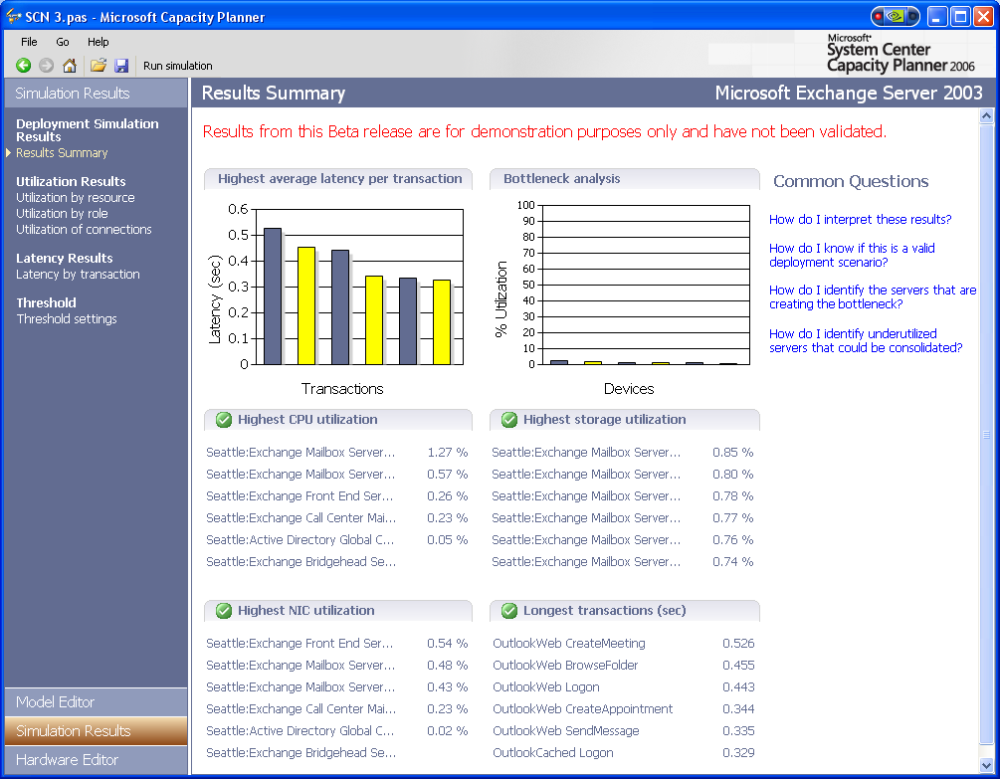 SCN 3.pas - Microsoft Capacity Planner
File Go Help
Run simulation
Microsoft®
System Center
Capacity Planner 2006
Simulation Results
Deployment Simulation
Results
Results Summary
Utilization Results
Utilization by resource
Utilization by role
Utilization of connections
Latency Results
Latency by transaction
Threshold
Threshold settings
Model Editor
Simulation Results
Hardware Editor
Results Summary Microsoft Exchange Server 2003
Results from this Beta release are for demonstration purposes only and have not been validated.
Highest average latency per transaction
0.6
0.5
0.4
0.3
0.2
0.1
0
Latency (sec)
Transactions
Bottleneck analysis
100
90
80
70
60
50
40
30
20
10
0
% Utilization
Devices
Common Questions
How do I interpret these results?
How do I know if this is a valid
deployment scenario?
How do I identify the servers that are
creating the bottleneck?
How do I identify underutilized
servers that could be consolidated?
Highest CPU utilization
Seattle:Exchange Mailbox Server... 1.27 %
Seattle:Exchange Mailbox Server... 0.57 %
Seattle:Exchange Front End Ser... 0.26 %
Seattle:Exchange Call Center Mai... 0.23 %
Seattle:Active Directory Global C... 0.05 %
Seattle:Exchange Bridgehead Se...
Highest storage utilization
Seattle:Exchange Mailbox Server... 0.85 %
Seattle:Exchange Mailbox Server... 0.80 %
Seattle:Exchange Mailbox Server... 0.78 %
Seattle:Exchange Mailbox Server... 0.77 %
Seattle:Exchange Mailbox Server... 0.76 %
Seattle:Exchange Mailbox Server... 0.74 %
Highest NIC utilization
Seattle:Exchange Front End Ser... 0.54 %
Seattle:Exchange Mailbox Server... 0.48 %
Seattle:Exchange Mailbox Server... 0.43 %
Seattle:Exchange Call Center Mai... 0.23 %
Seattle:Active Directory Global C... 0.02 %
Seattle:Exchange Bridgehead Se...
Longest transactions (sec)
OutlookWeb CreateMeeting 0.526
OutlookWeb BrowseFolder 0.455
OutlookWeb Logon 0.443
OutlookWeb CreateAppointment 0.344
OutlookWeb SendMessage 0.335
OutlookCached Logon 0.329